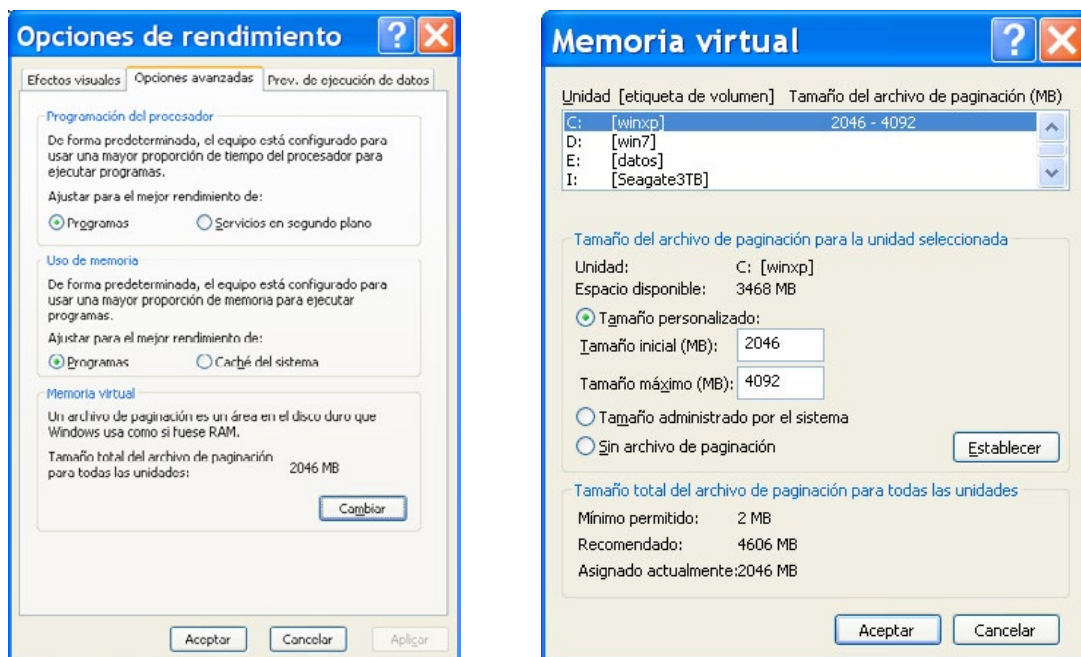 Opciones de rendimiento
Efectos visuales Opciones avanzadas Prev. de ejecución de datos
Programación del procesador
De forma predeterminada, el equipo está configurado para
usar una mayor proporción de tiempo del procesador para
ejecutar programas.
Ajustar para el mejor rendimiento de:
Programas Servicios en segundo plano
Uso de memoria
De forma predeterminada, el equipo está configurado para
usar una mayor proporción de memoria para ejecutar
programas.
Ajustar para el mejor rendimiento de:
Programas Caché del sistema
Memoria virtual
Un archivo de paginación es un área en el disco duro que
Windows usa como si fuese RAM.
Tamaño total del archivo de paginación
para todas las unidades: 2046 MB
Cambiar
Aceptar Cancelar Aplicar
Memoria virtual
Unidad [etiqueta de volumen] Tamaño del archivo de paginación (MB)
C: [winxp] 2046 - 4092
D: [win7]
E: [datos]
I: [Seagate3TB]
Tamaño del archivo de paginación para la unidad seleccionada
Unidad: C: [winxp]
Espacio disponible: 3468 MB
Tamaño personalizado:
Tamaño inicial (MB): 2046
Tamaño máximo (MB): 4092
Tamaño administrado por el sistema
Sin archivo de paginación Establecer
Tamaño total del archivo de paginación para todas las unidades
Mínimo permitido: 2 MB
Recomendado: 4606 MB
Asignado actualmente:2046 MB
Aceptar Cancelar